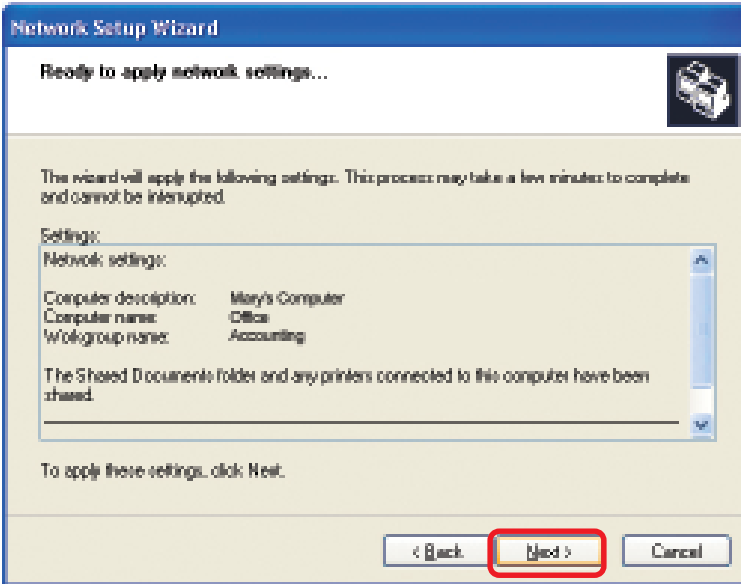 Network Setup Wizard
Ready to apply network settings...
The wizard will apply the following settings. This process may take a few minutes to complete
and cannot be interrupted.
Settings:
Network settings:
Computer description: Mary's Computer
Computer name: Office
Workgroup name: Accounting
The Shared Documents folder and any printers connected to this computer have been
shared.
To apply these settings, click Next.
< Back Next > Cancel